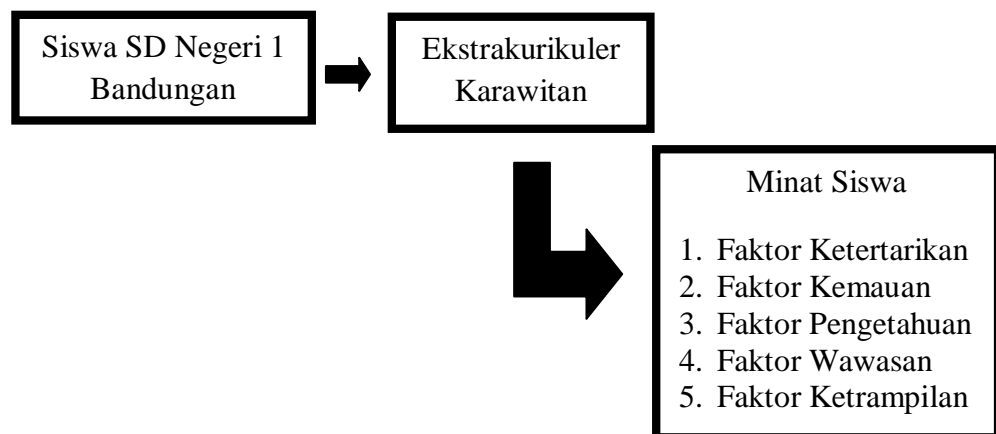 Siswa SD Negeri 1
Bandungan
Ekstrakurikuler
Karawitan
Minat Siswa
1. Faktor Ketertarikan
2. Faktor Kemauan
3. Faktor Pengetahuan
4. Faktor Wawasan
5. Faktor Ketrampilan